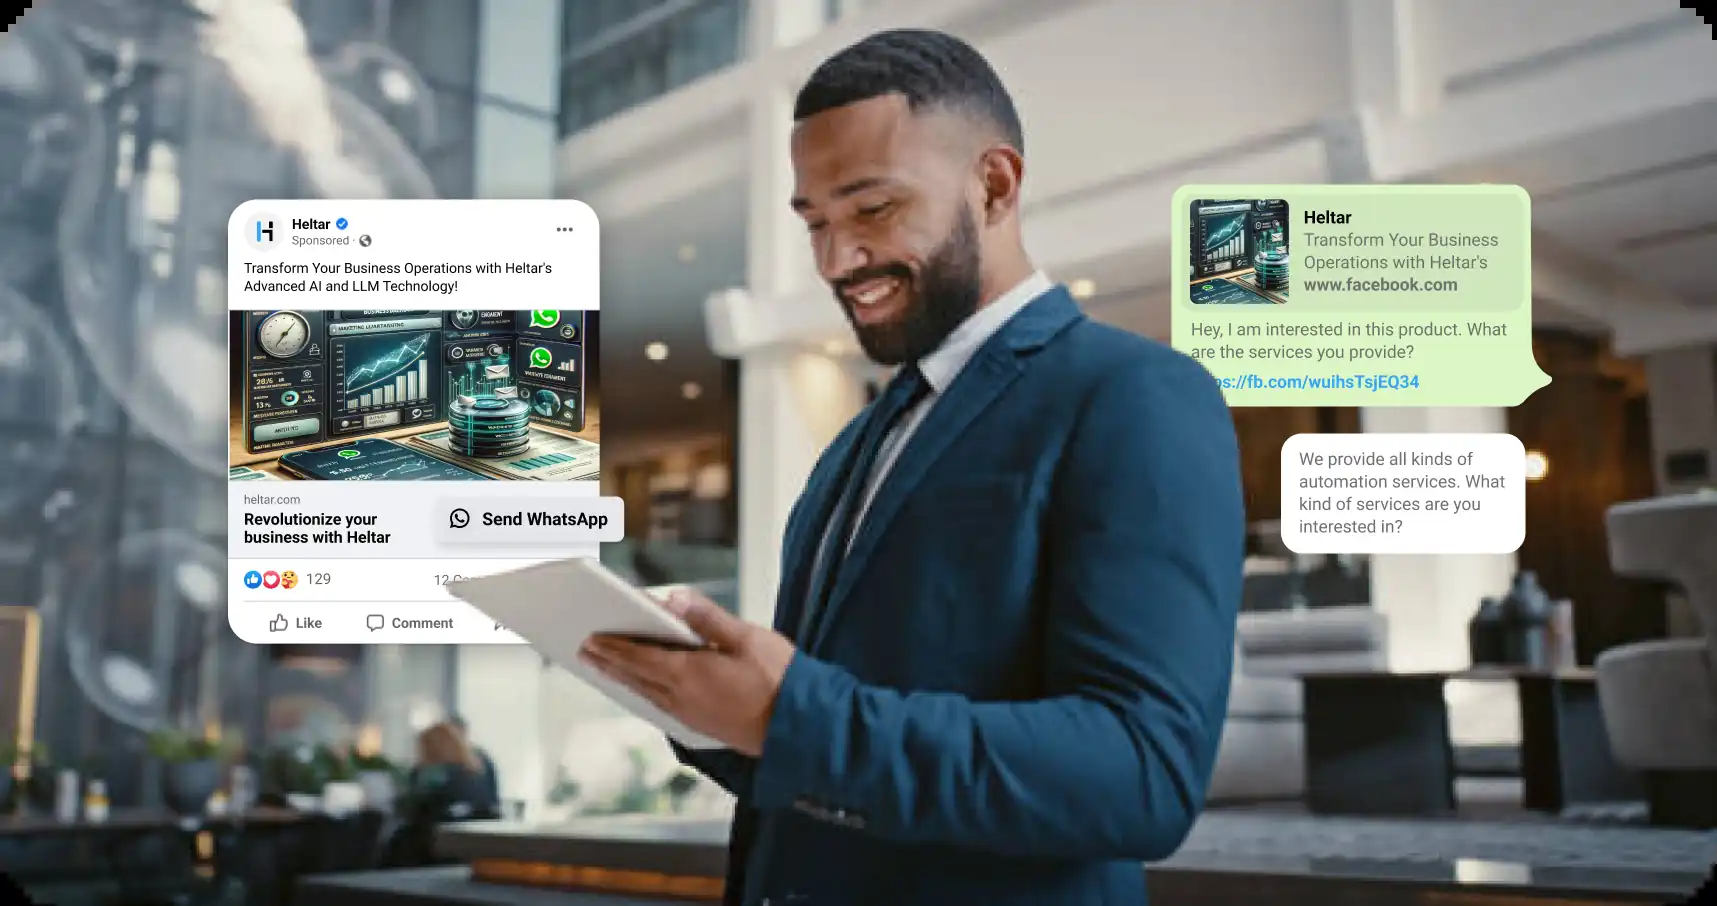 Heltar
Sponsored ·
Transform Your Business Operations with Heltar's
Advanced AI and LLM Technology!
heltar.com
Revolutionize your
business with Heltar
Send WhatsApp
129
12
Like
Comment
Heltar
Transform Your Business
Operations with Heltar's
www.facebook.com
Hey, I am interested in this product. What
are the services you provide?
s://fb.com/wuihsTsjEQ34
We provide all kinds of
automation services. What
kind of services are you
interested in?